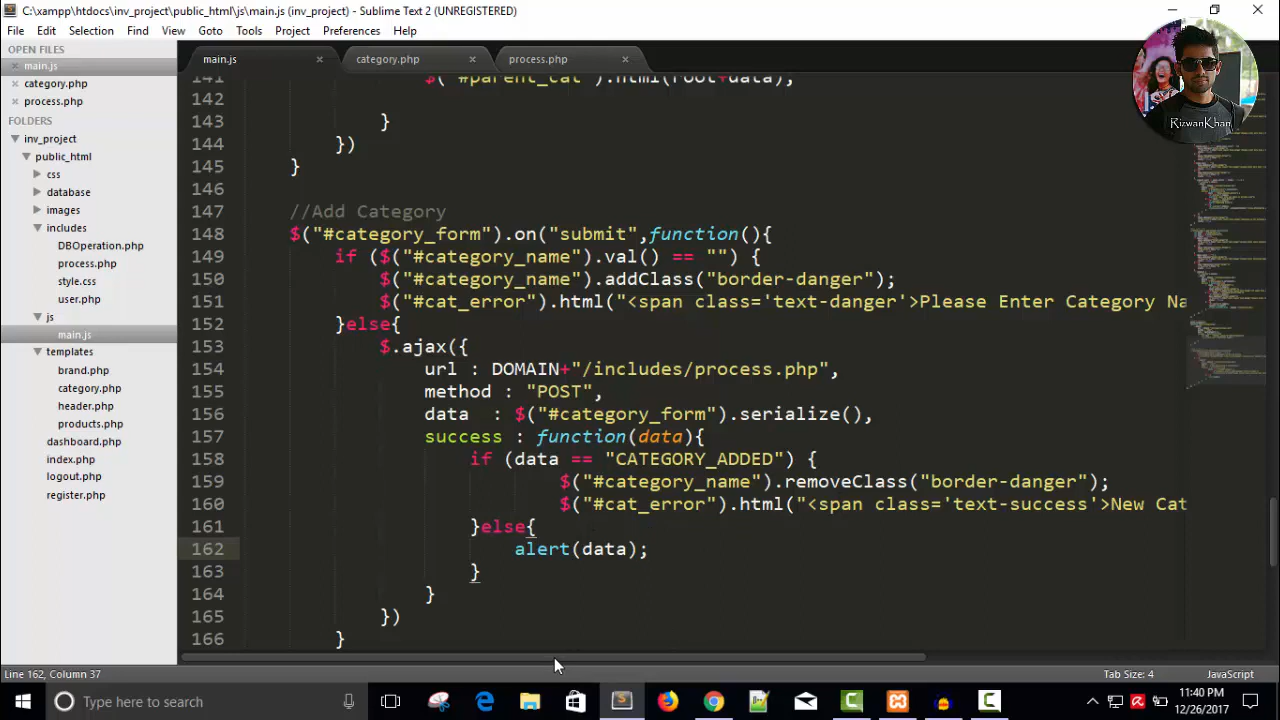 C:\xampp\htdocs\inv_project\public_html\js\main.js (inv_project) - Sublime Text 2 (UNREGISTERED)
File Edit Selection Find View Goto Tools Project Preferences Help
OPEN FILES
main.js
category.php
process.php
FOLDERS
inv_project
public_html
css
database
images
includes
DBOperation.php
process.php
style.css
user.php
js
main.js
templates
brand.php
category.php
header.php
products.php
dashboard.php
index.php
logout.php
register.php
main.js × category.php × process.php ×
RizwanKhan
141 $("#parent_cat").html(root+data);
142
143 }
144 })
145 }
146
147 //Add Category
148 $("#category_form").on("submit",function(){
149 if ($("#category_name").val() == "") {
150 $("#category_name").addClass("border-danger");
151 $("#cat_error").html("<span class='text-danger'>Please Enter Category Na
152 }else{
153 $.ajax({
154 url : DOMAIN+"/includes/process.php",
155 method : "POST",
156 data : $("#category_form").serialize(),
157 success : function(data){
158 if (data == "CATEGORY_ADDED") {
159 $("#category_name").removeClass("border-danger");
160 $("#cat_error").html("<span class='text-success'>New Cat
161 }else{
162 alert(data);
163 }
164 }
165 })
166 }
Line 162, Column 37 Tab Size: 4 JavaScript
Type here to search
11:40 PM
12/26/2017